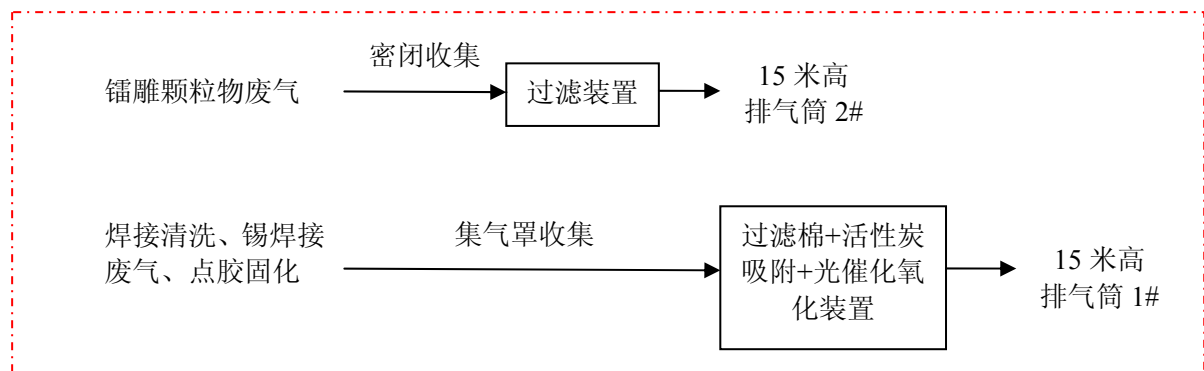 密闭收集
镭雕颗粒物废气
过滤装置
15 米高
排气筒 2#
焊接清洗、锡焊接
废气、点胶固化
集气罩收集
过滤棉+活性炭
吸附+光催化氧
化装置
15 米高
排气筒 1#